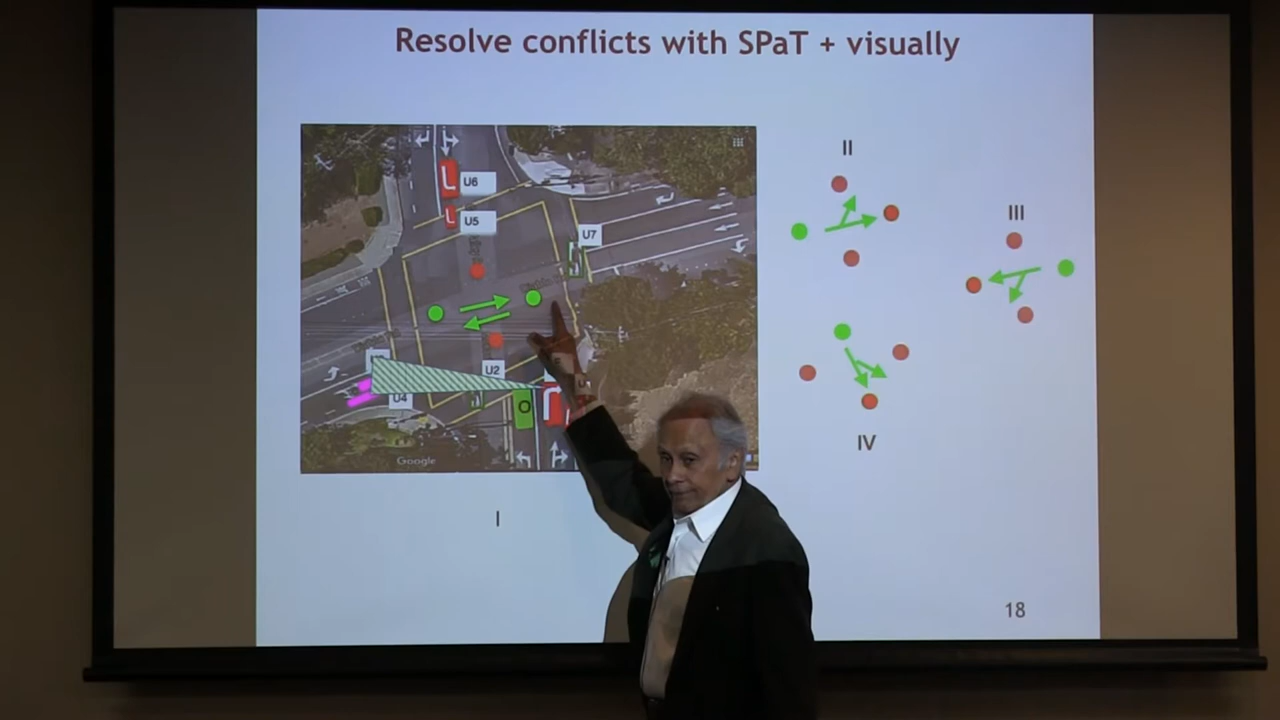 Resolve conflicts with SPaT + visually
II
U6
U5
III
U7
U2
U4
O
IV
Google
I
18